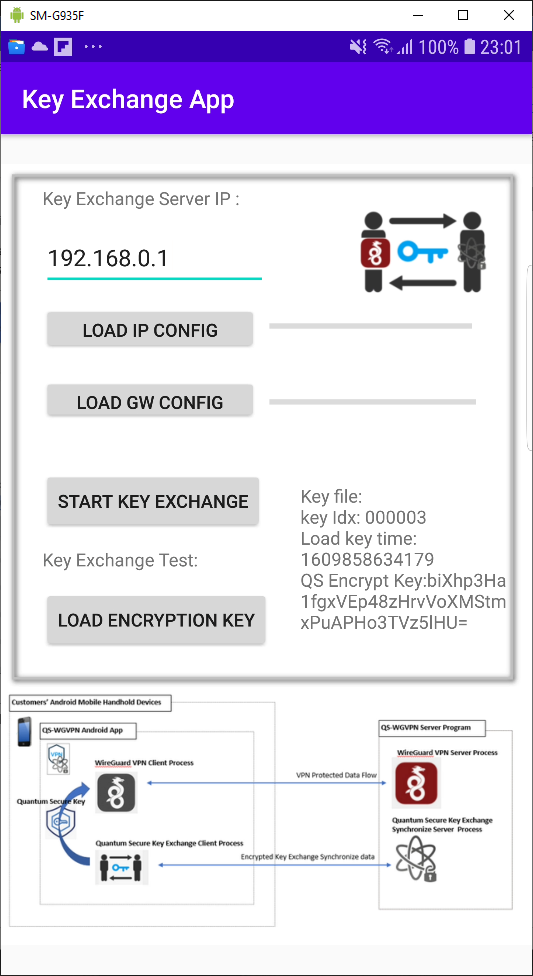 SM-G935F
100% 23:01
Key Exchange App
Key Exchange Server IP :
192.168.0.1
LOAD IP CONFIG
LOAD GW CONFIG
START KEY EXCHANGE
Key file:
key Idx: 000003
Load key time:
1609858634179
QS Encrypt Key:biXhp3Ha
1fgxVEp48zHrvVoXMStm
xPuAPHo3TVz5lHU=
Key Exchange Test:
LOAD ENCRYPTION KEY
Customers' Android Mobile Handhold Devices
QS-WGVPN Android App
VPN
WireGuard VPN Client Process
Quantum Secure Key
Quantum Secure Key Exchange Client Process
VPN Protected Data Flow
Encrypted Key Exchange Synchronize data
QS-WGVPN Server Program
WireGuard VPN Server Process
Quantum Secure Key Exchange
Synchronize Server Process